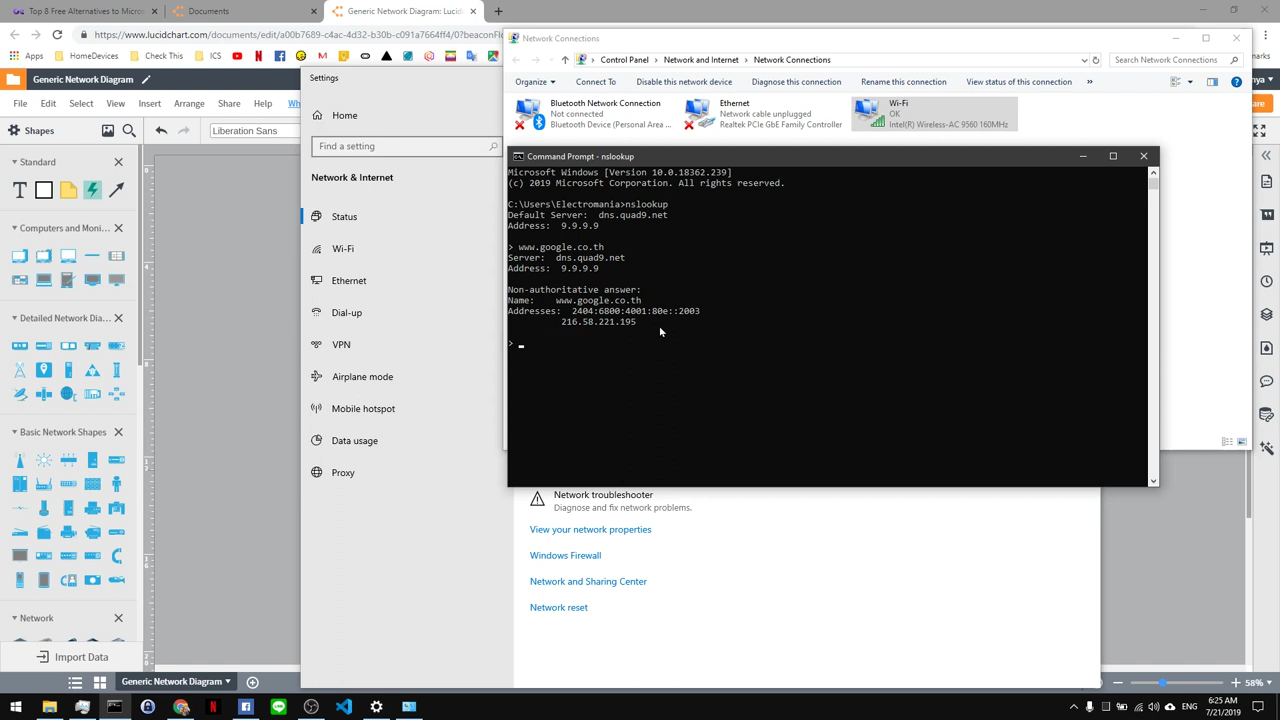 Top 8 Free Alternatives to Micros
Documents
Generic Network Diagram: Lucid
https://www.lucidchart.com/documents/edit/a00b7689-c4ac-4d32-b30b-c091a7664ff4/0?beaconFl
Apps
HomeDevices
Check This
ICS
Generic Network Diagram
File
Edit
Select
View
Insert
Arrange
Share
Help
Shapes
Liberation Sans
Standard
Computers and Moni...
Detailed Network Dia...
Basic Network Shapes
Network
Import Data
Generic Network Diagram
58%
Settings
Home
Find a setting
Network & Internet
Status
Wi-Fi
Ethernet
Dial-up
VPN
Airplane mode
Mobile hotspot
Data usage
Proxy
Network Connections
Control Panel
Network and Internet
Network Connections
Search Network Connections
Organize
Connect To
Disable this network device
Diagnose this connection
Rename this connection
View status of this connection
»
Bluetooth Network Connection
Not connected
Bluetooth Device (Personal Area ...
Ethernet
Network cable unplugged
Realtek PCIe GbE Family Controller
Wi-Fi
OK
Intel(R) Wireless-AC 9560 160MHz
Command Prompt - nslookup
Microsoft Windows [Version 10.0.18362.239]
(c) 2019 Microsoft Corporation. All rights reserved.
C:\Users\Electromania>nslookup
Default Server:  dns.quad9.net
Address:  9.9.9.9
> www.google.co.th
Server:  dns.quad9.net
Address:  9.9.9.9
Non-authoritative answer:
Name:    www.google.co.th
Addresses:  2404:6800:4001:80e::2003
216.58.221.195
>
Network troubleshooter
Diagnose and fix network problems.
View your network properties
Windows Firewall
Network and Sharing Center
Network reset
ENG
6:25 AM
7/21/2019